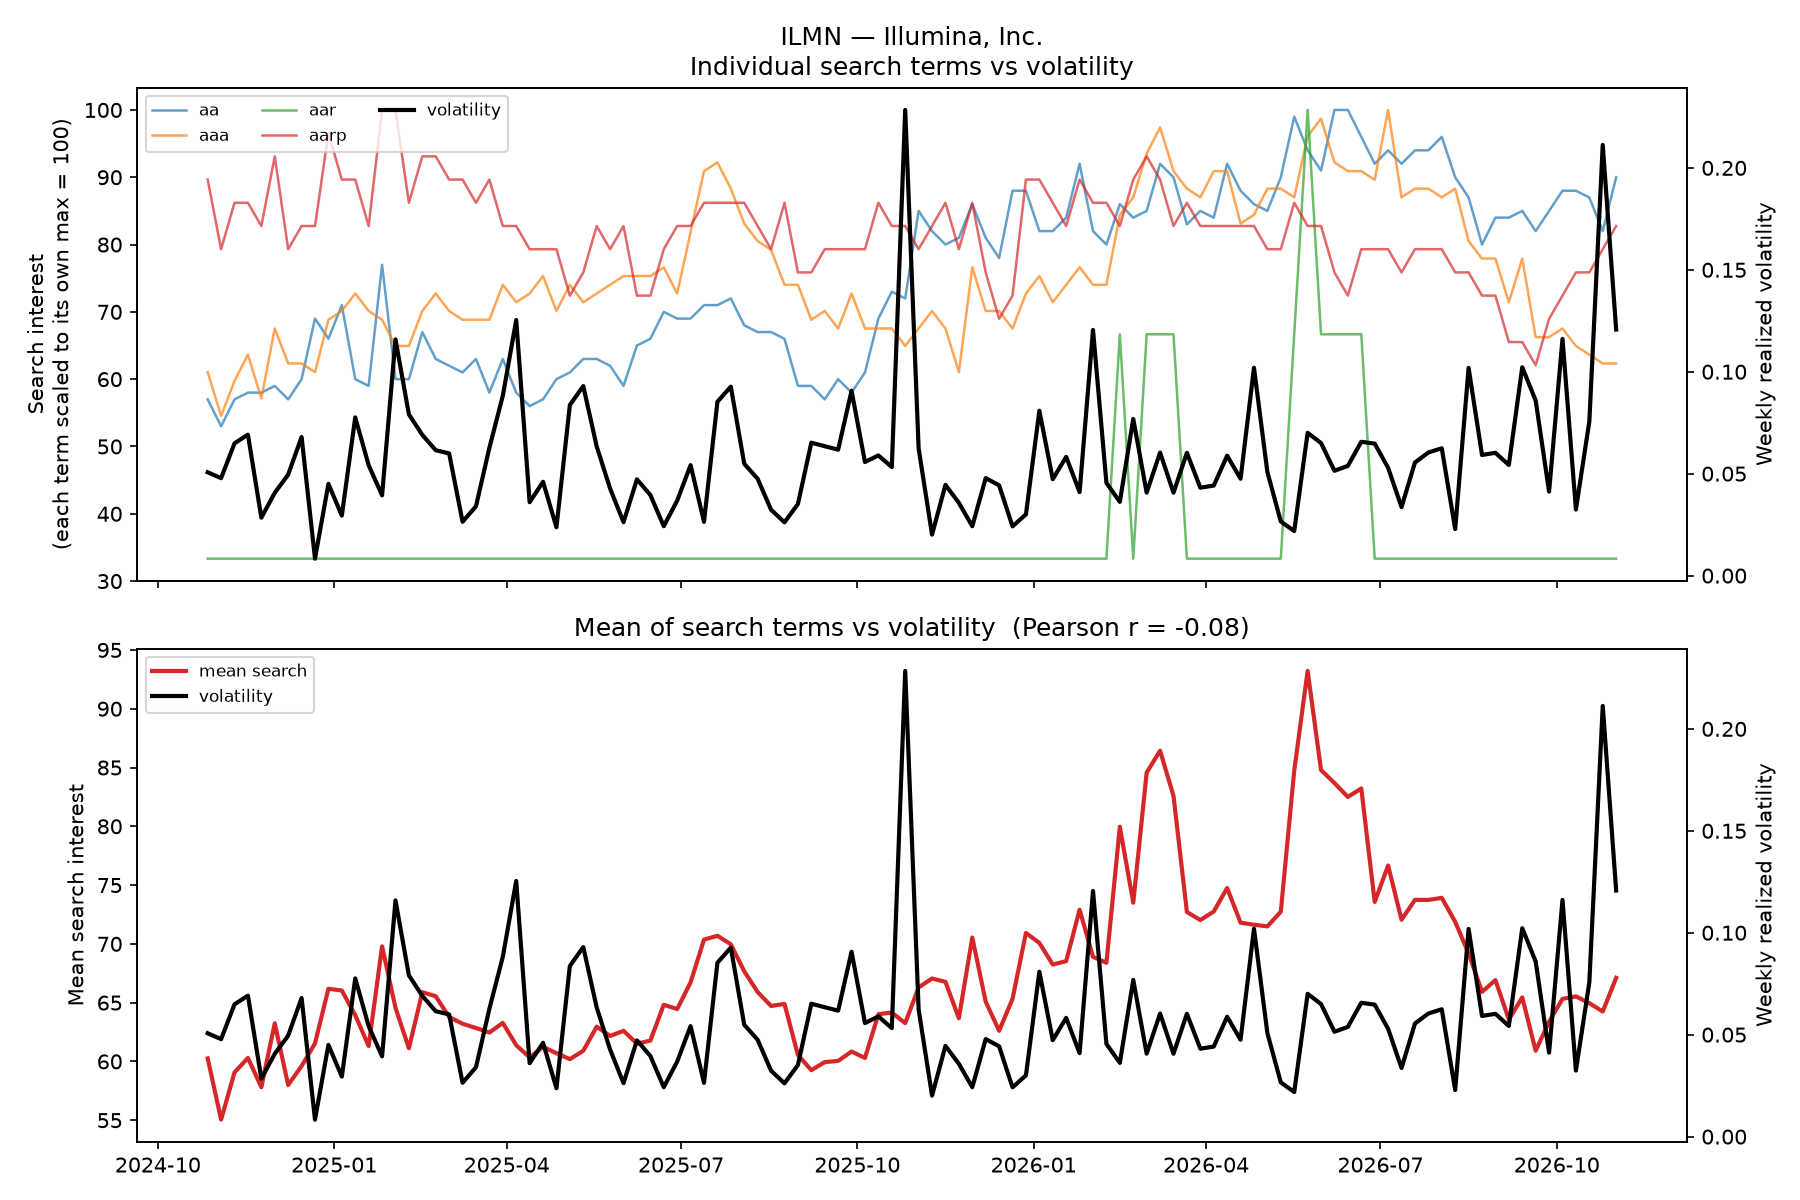 ILMN — Illumina, Inc.
Individual search terms vs volatility
aa
aaa
aar
aarp
volatility
100
90
80
70
60
50
40
30
Search interest
(each term scaled to its own max = 100)
0.20
0.15
0.10
0.05
0.00
Weekly realized volatility
Mean of search terms vs volatility (Pearson r = -0.08)
mean search
volatility
95
90
85
80
75
70
65
60
55
Mean search interest
0.20
0.15
0.10
0.05
0.00
Weekly realized volatility
2024-10 2025-01 2025-04 2025-07 2025-10 2026-01 2026-04 2026-07 2026-10